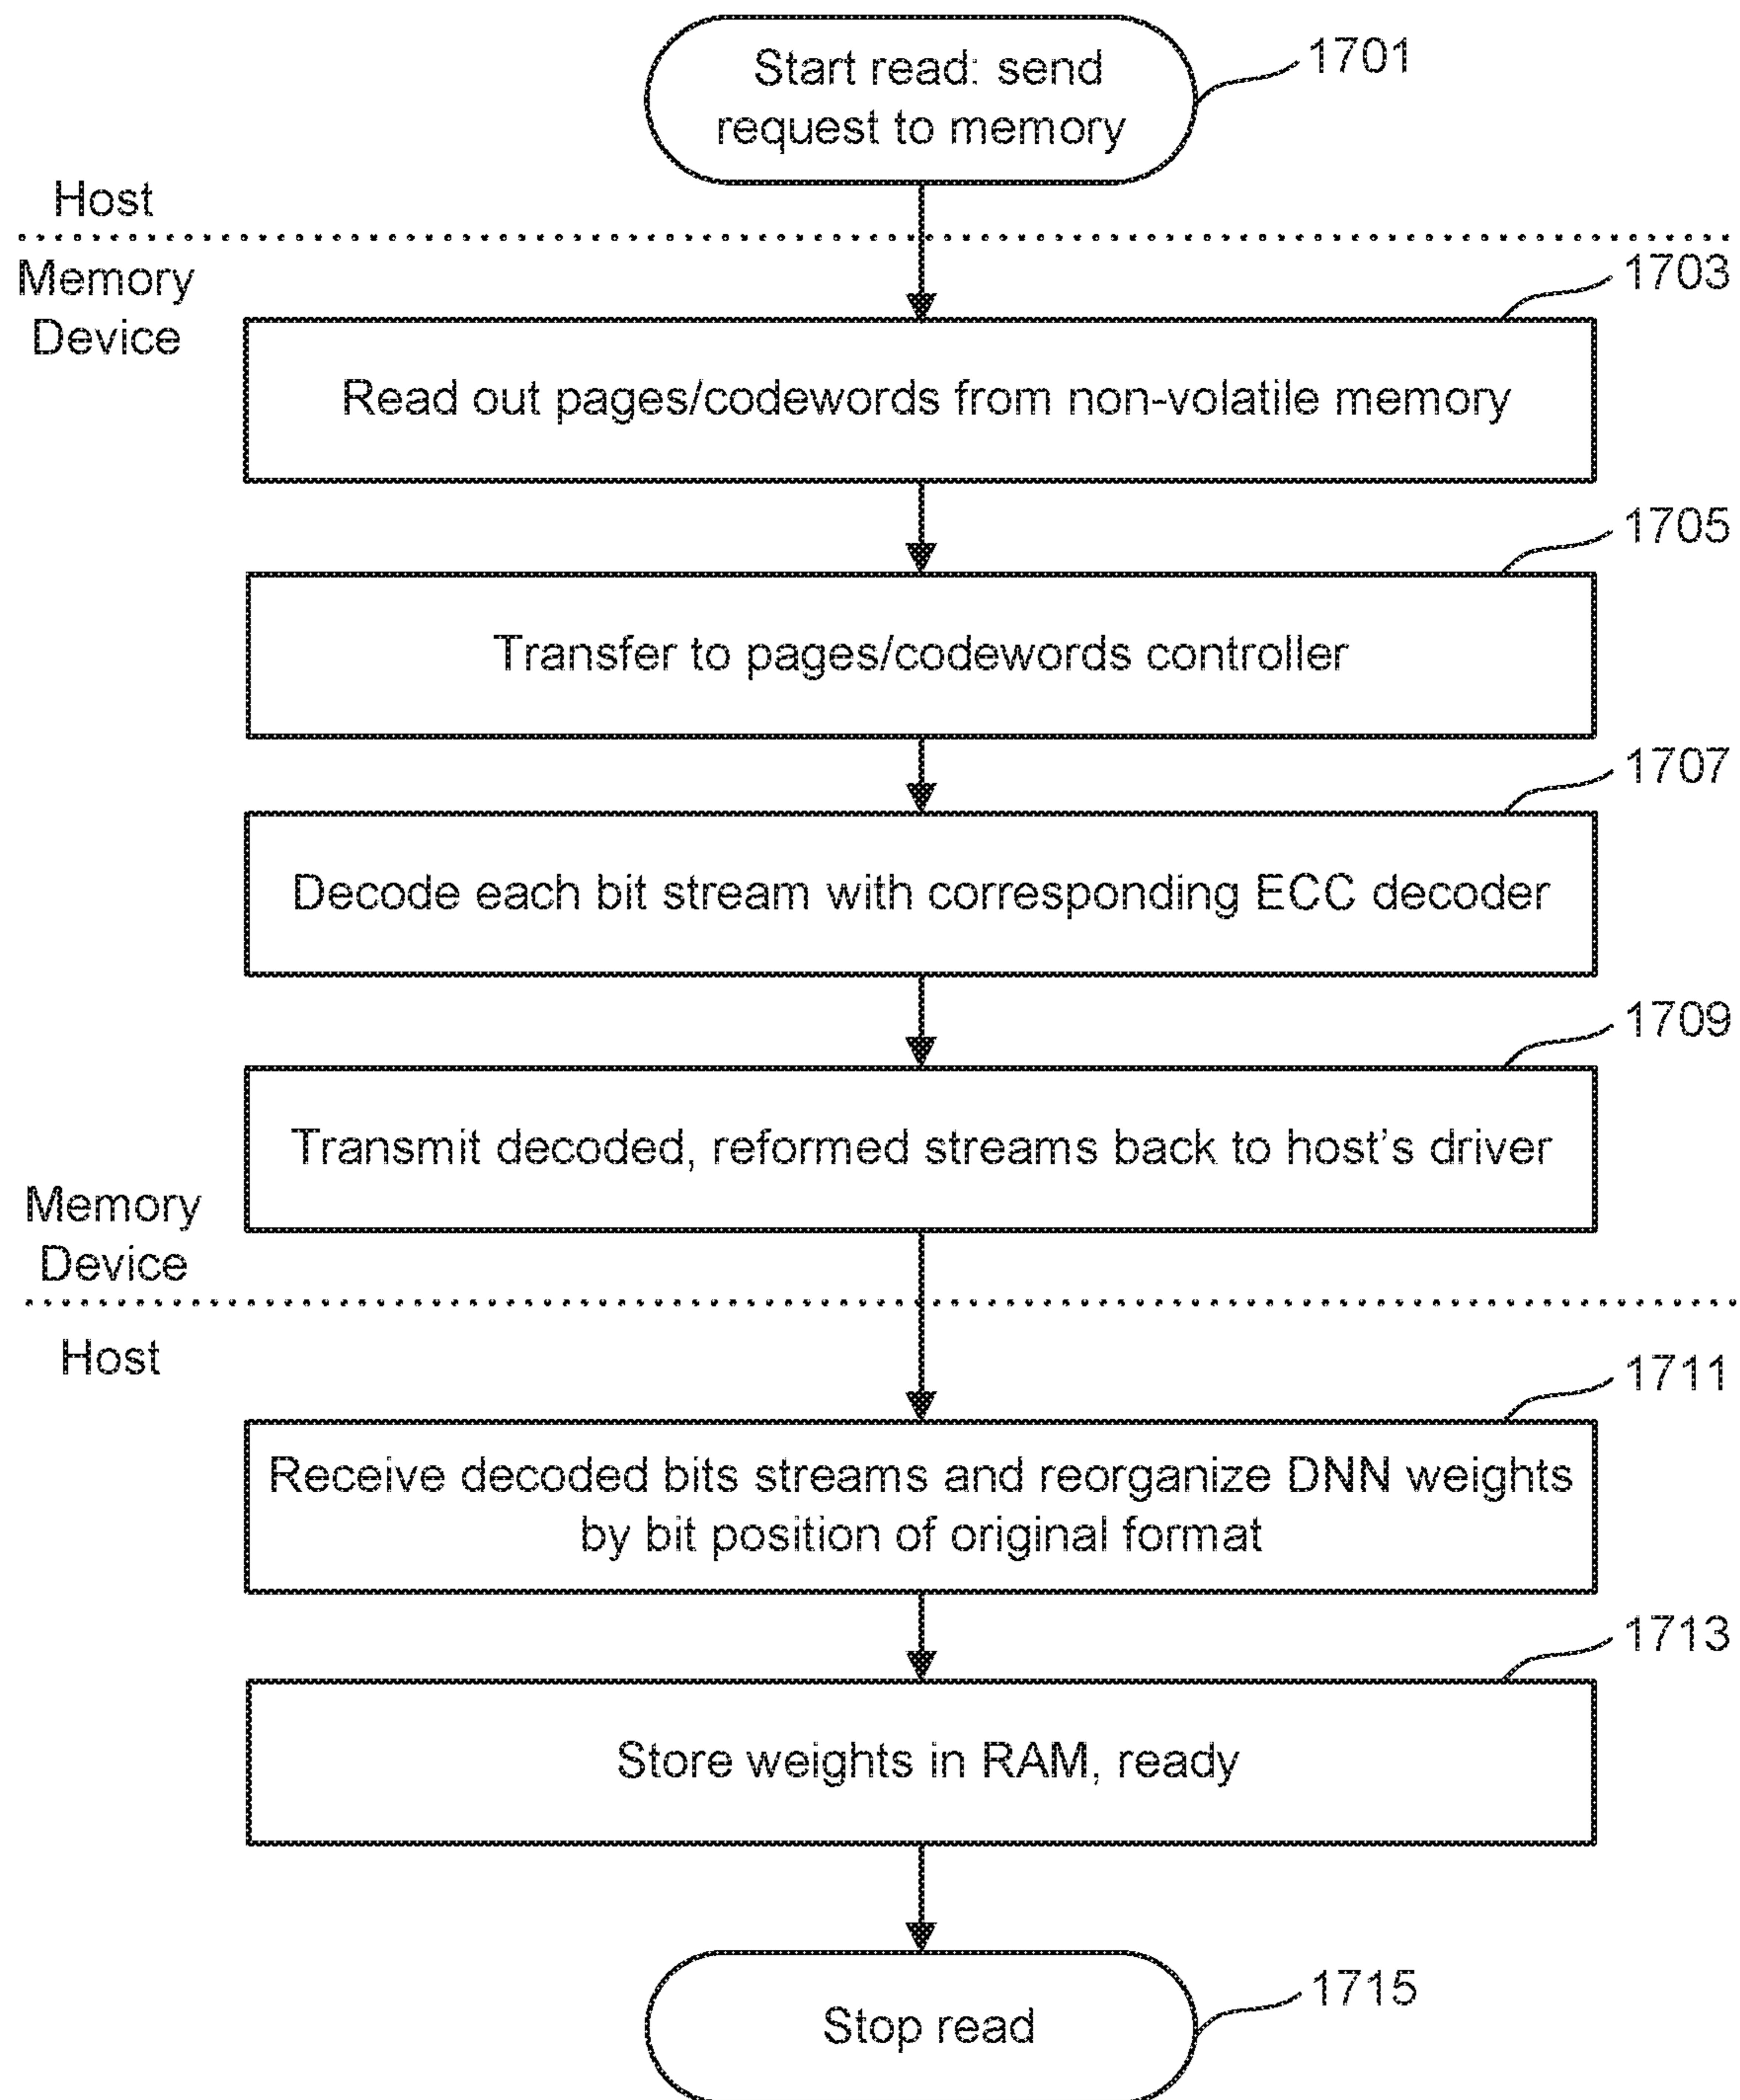 Start read: send
request to memory
1701
Host
Memory
Device
1703
Read out pages/codewords from non-volatile memory
1705
Transfer to pages/codewords controller
1707
Decode each bit stream with corresponding ECC decoder
1709
Transmit decoded, reformed streams back to host's driver
Memory
Device
Host
1711
Receive decoded bits streams and reorganize DNN weights
by bit position of original format
1713
Store weights in RAM, ready
1715
Stop read